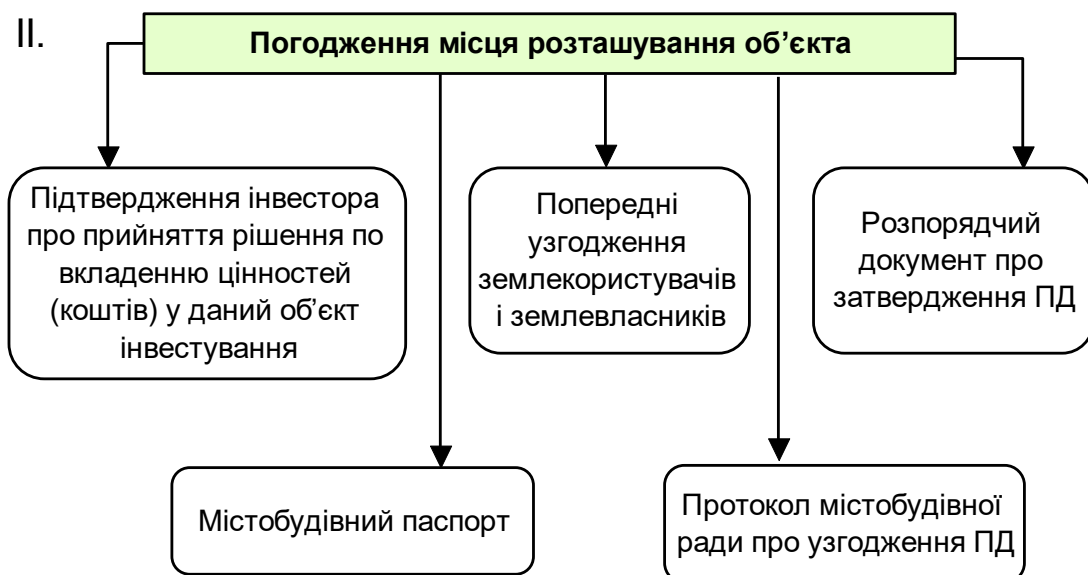 II.
Погодження місця розташування об’єкта
Підтвердження інвестора
про прийняття рішення по
вкладенню цінностей
(коштів) у даний об’єкт
інвестування
Попередні
узгодження
землекористувачів
і землевласників
Розпорядчий
документ про
затвердження ПД
Містобудівний паспорт
Протокол містобудівної
ради про узгодження ПД